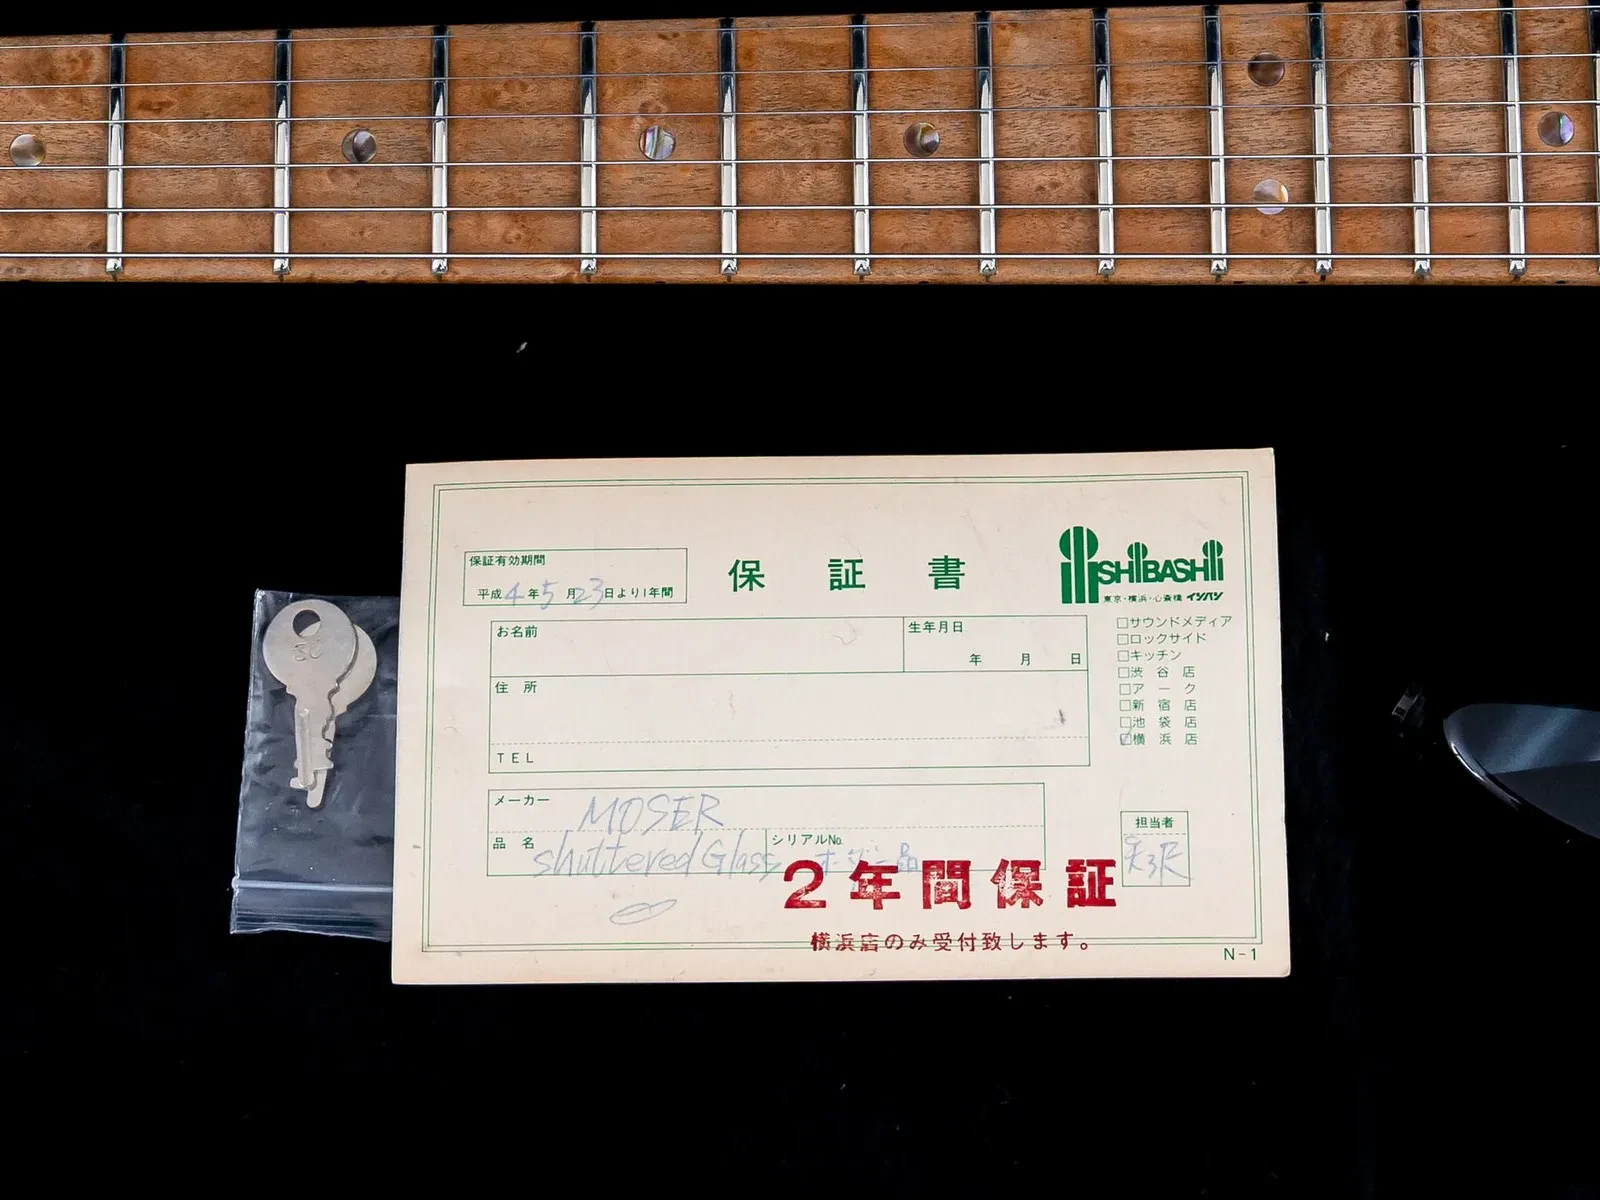 保証有効期間
平成4年5月23日より1年間
保証書
ISHIBASHI
東京・横浜・心斎橋 イシバシ
□サウンドメディア
□ロックサイド
□キッチン
□渋谷店
□アーク
□新宿店
□池袋店
☑横浜店
お名前
生年月日
年 月 日
住所
TEL
メーカー MOSER
品名 shuttered Glass
シリアルNo. オーダー品
担当者
2年間保証
横浜店のみ受付致します。
N-1